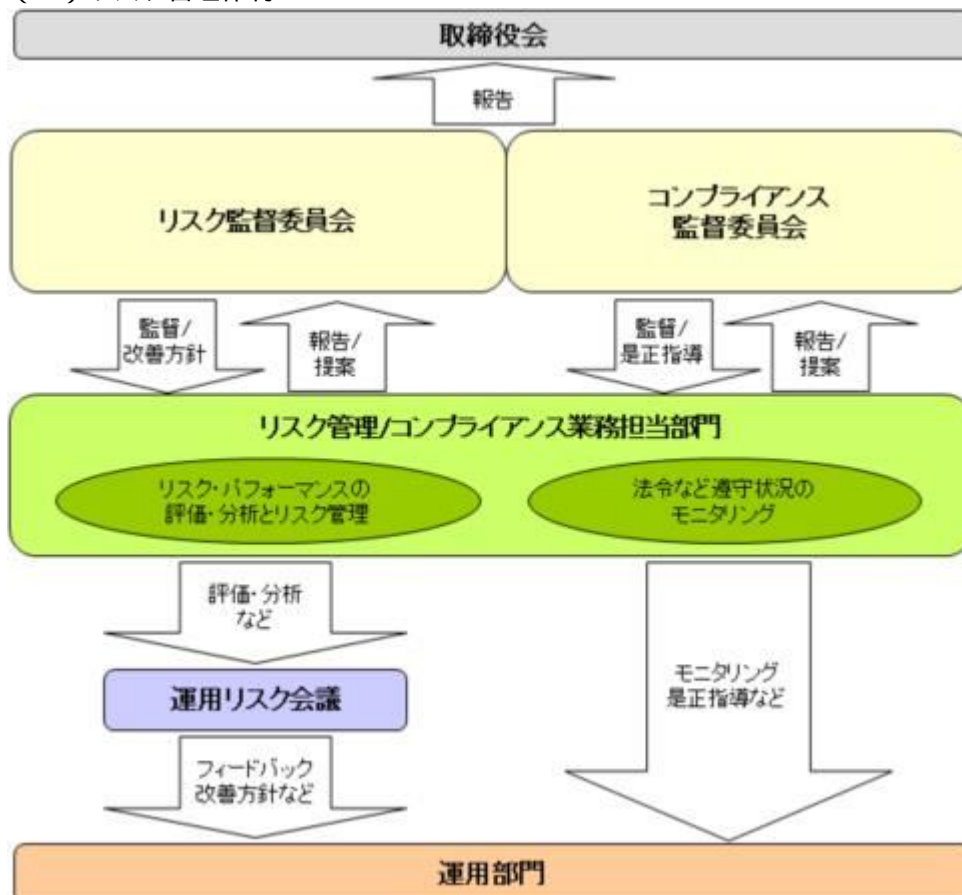 取締役会
報告
リスク監督委員会
コンプライアンス
監督委員会
監督/
改善方針
報告/
提案
監督/
是正指導
報告/
提案
リスク管理/コンプライアンス業務担当部門
リスク・パフォーマンスの
評価・分析とリスク管理
法令など遵守状況の
モニタリング
評価・分析
など
運用リスク会議
モニタリング
是正指導など
フィードバック
改善方針など
運用部門